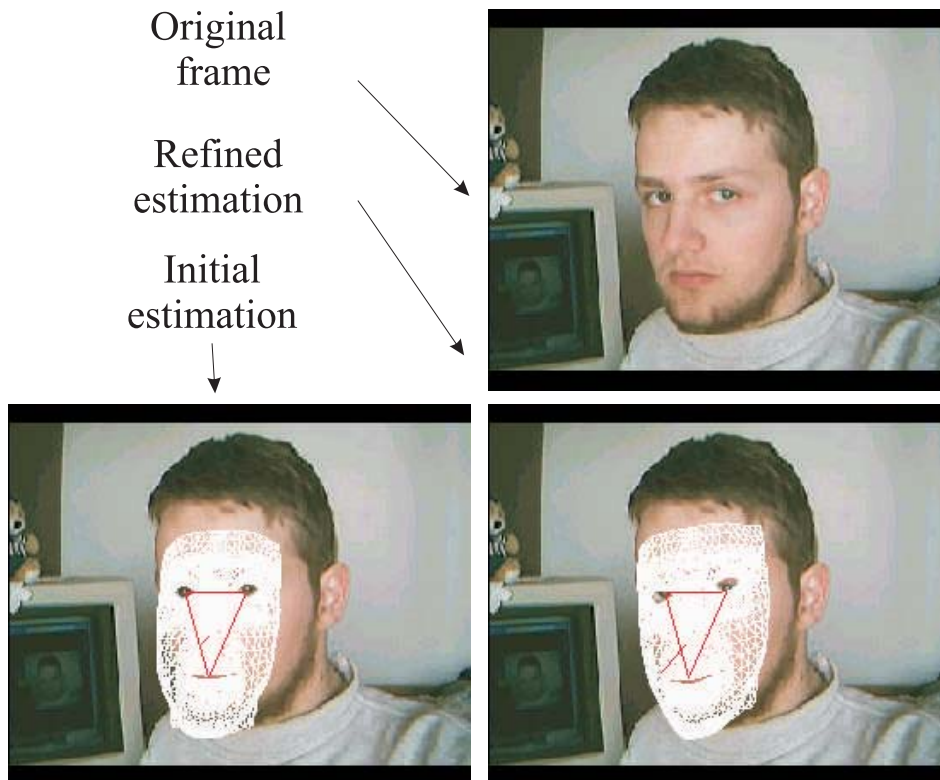 Original
frame
Refined
estimation
Initial
estimation